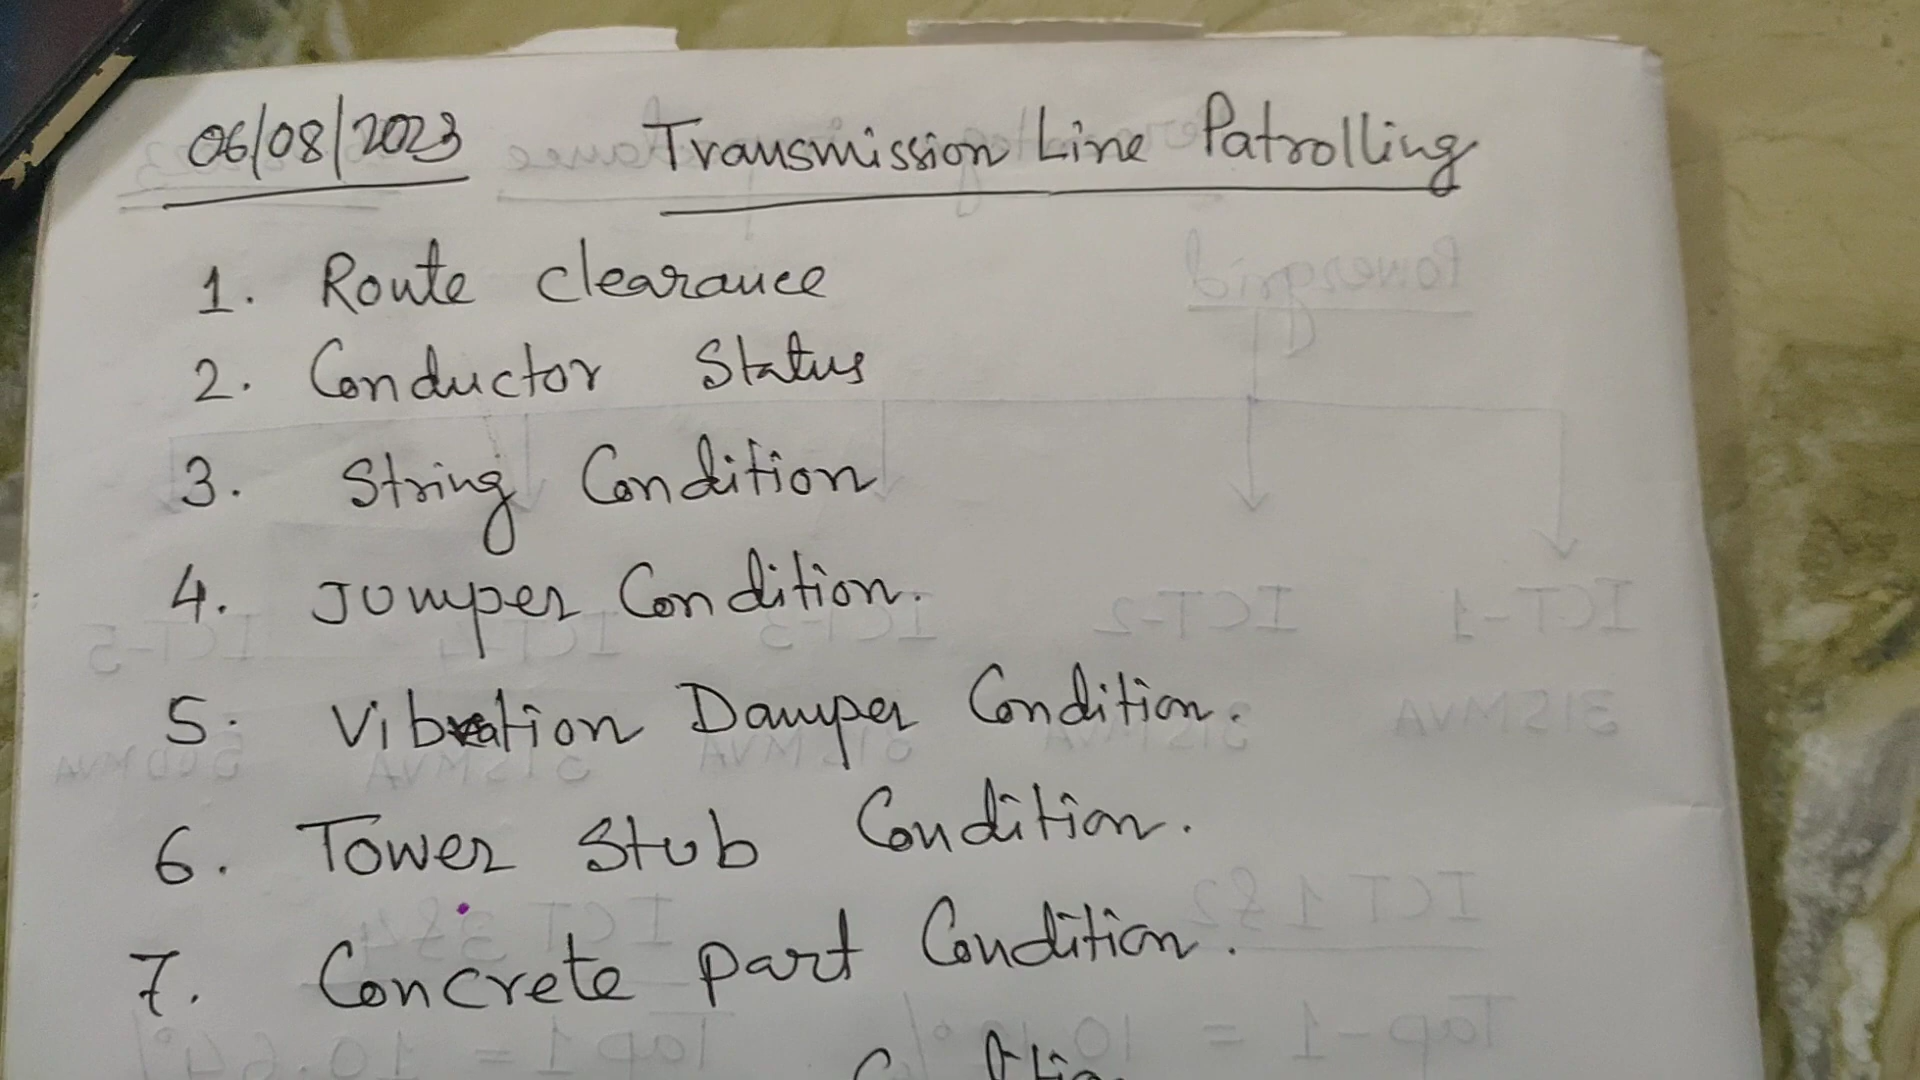 06/08/2023 Transmission Line Patrolling
1. Route clearance
2. Conductor Status
3. String Condition
4. Jumper Condition.
5. Vibration Damper Condition.
6. Tower Stub Condition.
7. Concrete part Condition.